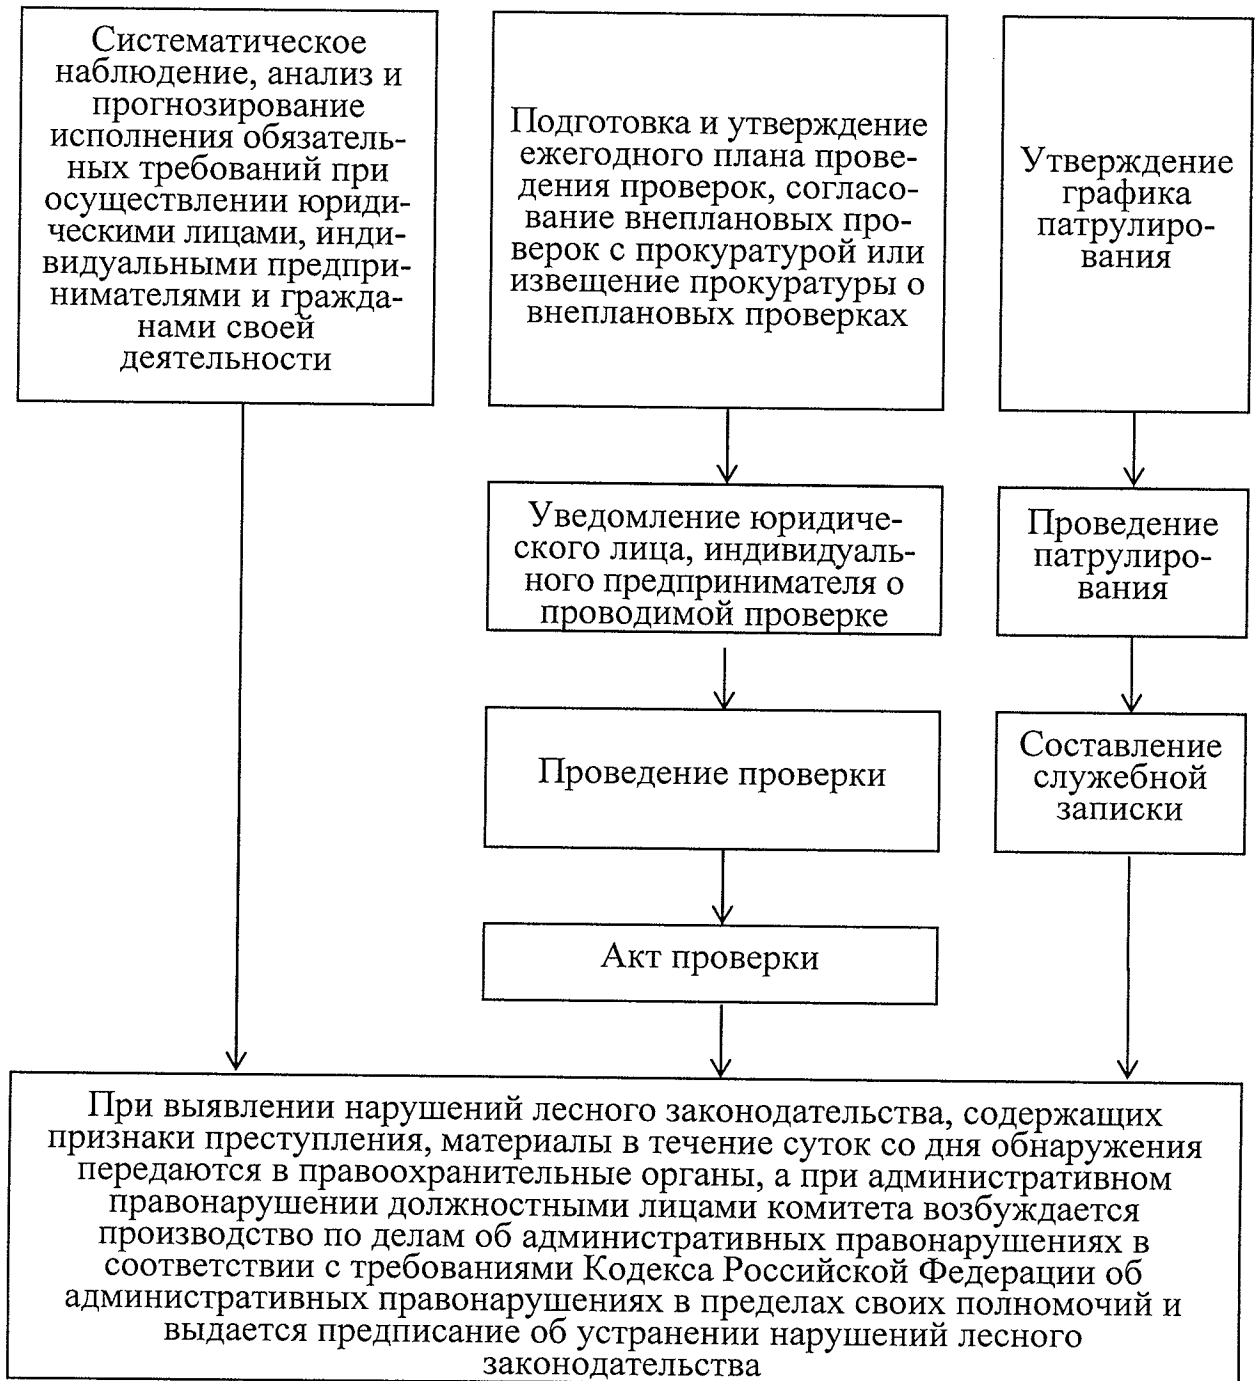 Систематическое
наблюдение, анализ и
прогнозирование
исполнения обязатель-
ных требований при
осуществлении юриди-
ческими лицами, инди-
видуальными предпри-
нимателями и гражда-
нами своей
деятельности
Подготовка и утверждение
ежегодного плана прове-
дения проверок, согласо-
вание внеплановых про-
верок с прокуратурой или
извещение прокуратуры о
внеплановых проверках
Утверждение
графика
патрулиро-
вания
Уведомление юридиче-
ского лица, индивидуаль-
ного предпринимателя о
проводимой проверке
Проведение
патрулиро-
вания
Проведение проверки
Составление
служебной
записки
Акт проверки
При выявлении нарушений лесного законодательства, содержащих
признаки преступления, материалы в течение суток со дня обнаружения
передаются в правоохранительные органы, а при административном
правонарушении должностными лицами комитета возбуждается
производство по делам об административных правонарушениях в
соответствии с требованиями Кодекса Российской Федерации об
административных правонарушениях в пределах своих полномочий и
выдается предписание об устранении нарушений лесного
законодательства